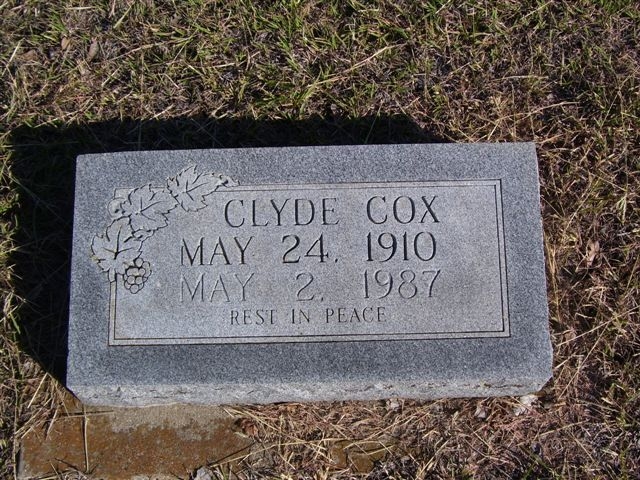 CLYDE COX
MAY 24, 1910
MAY 2, 1987
REST IN PEACE